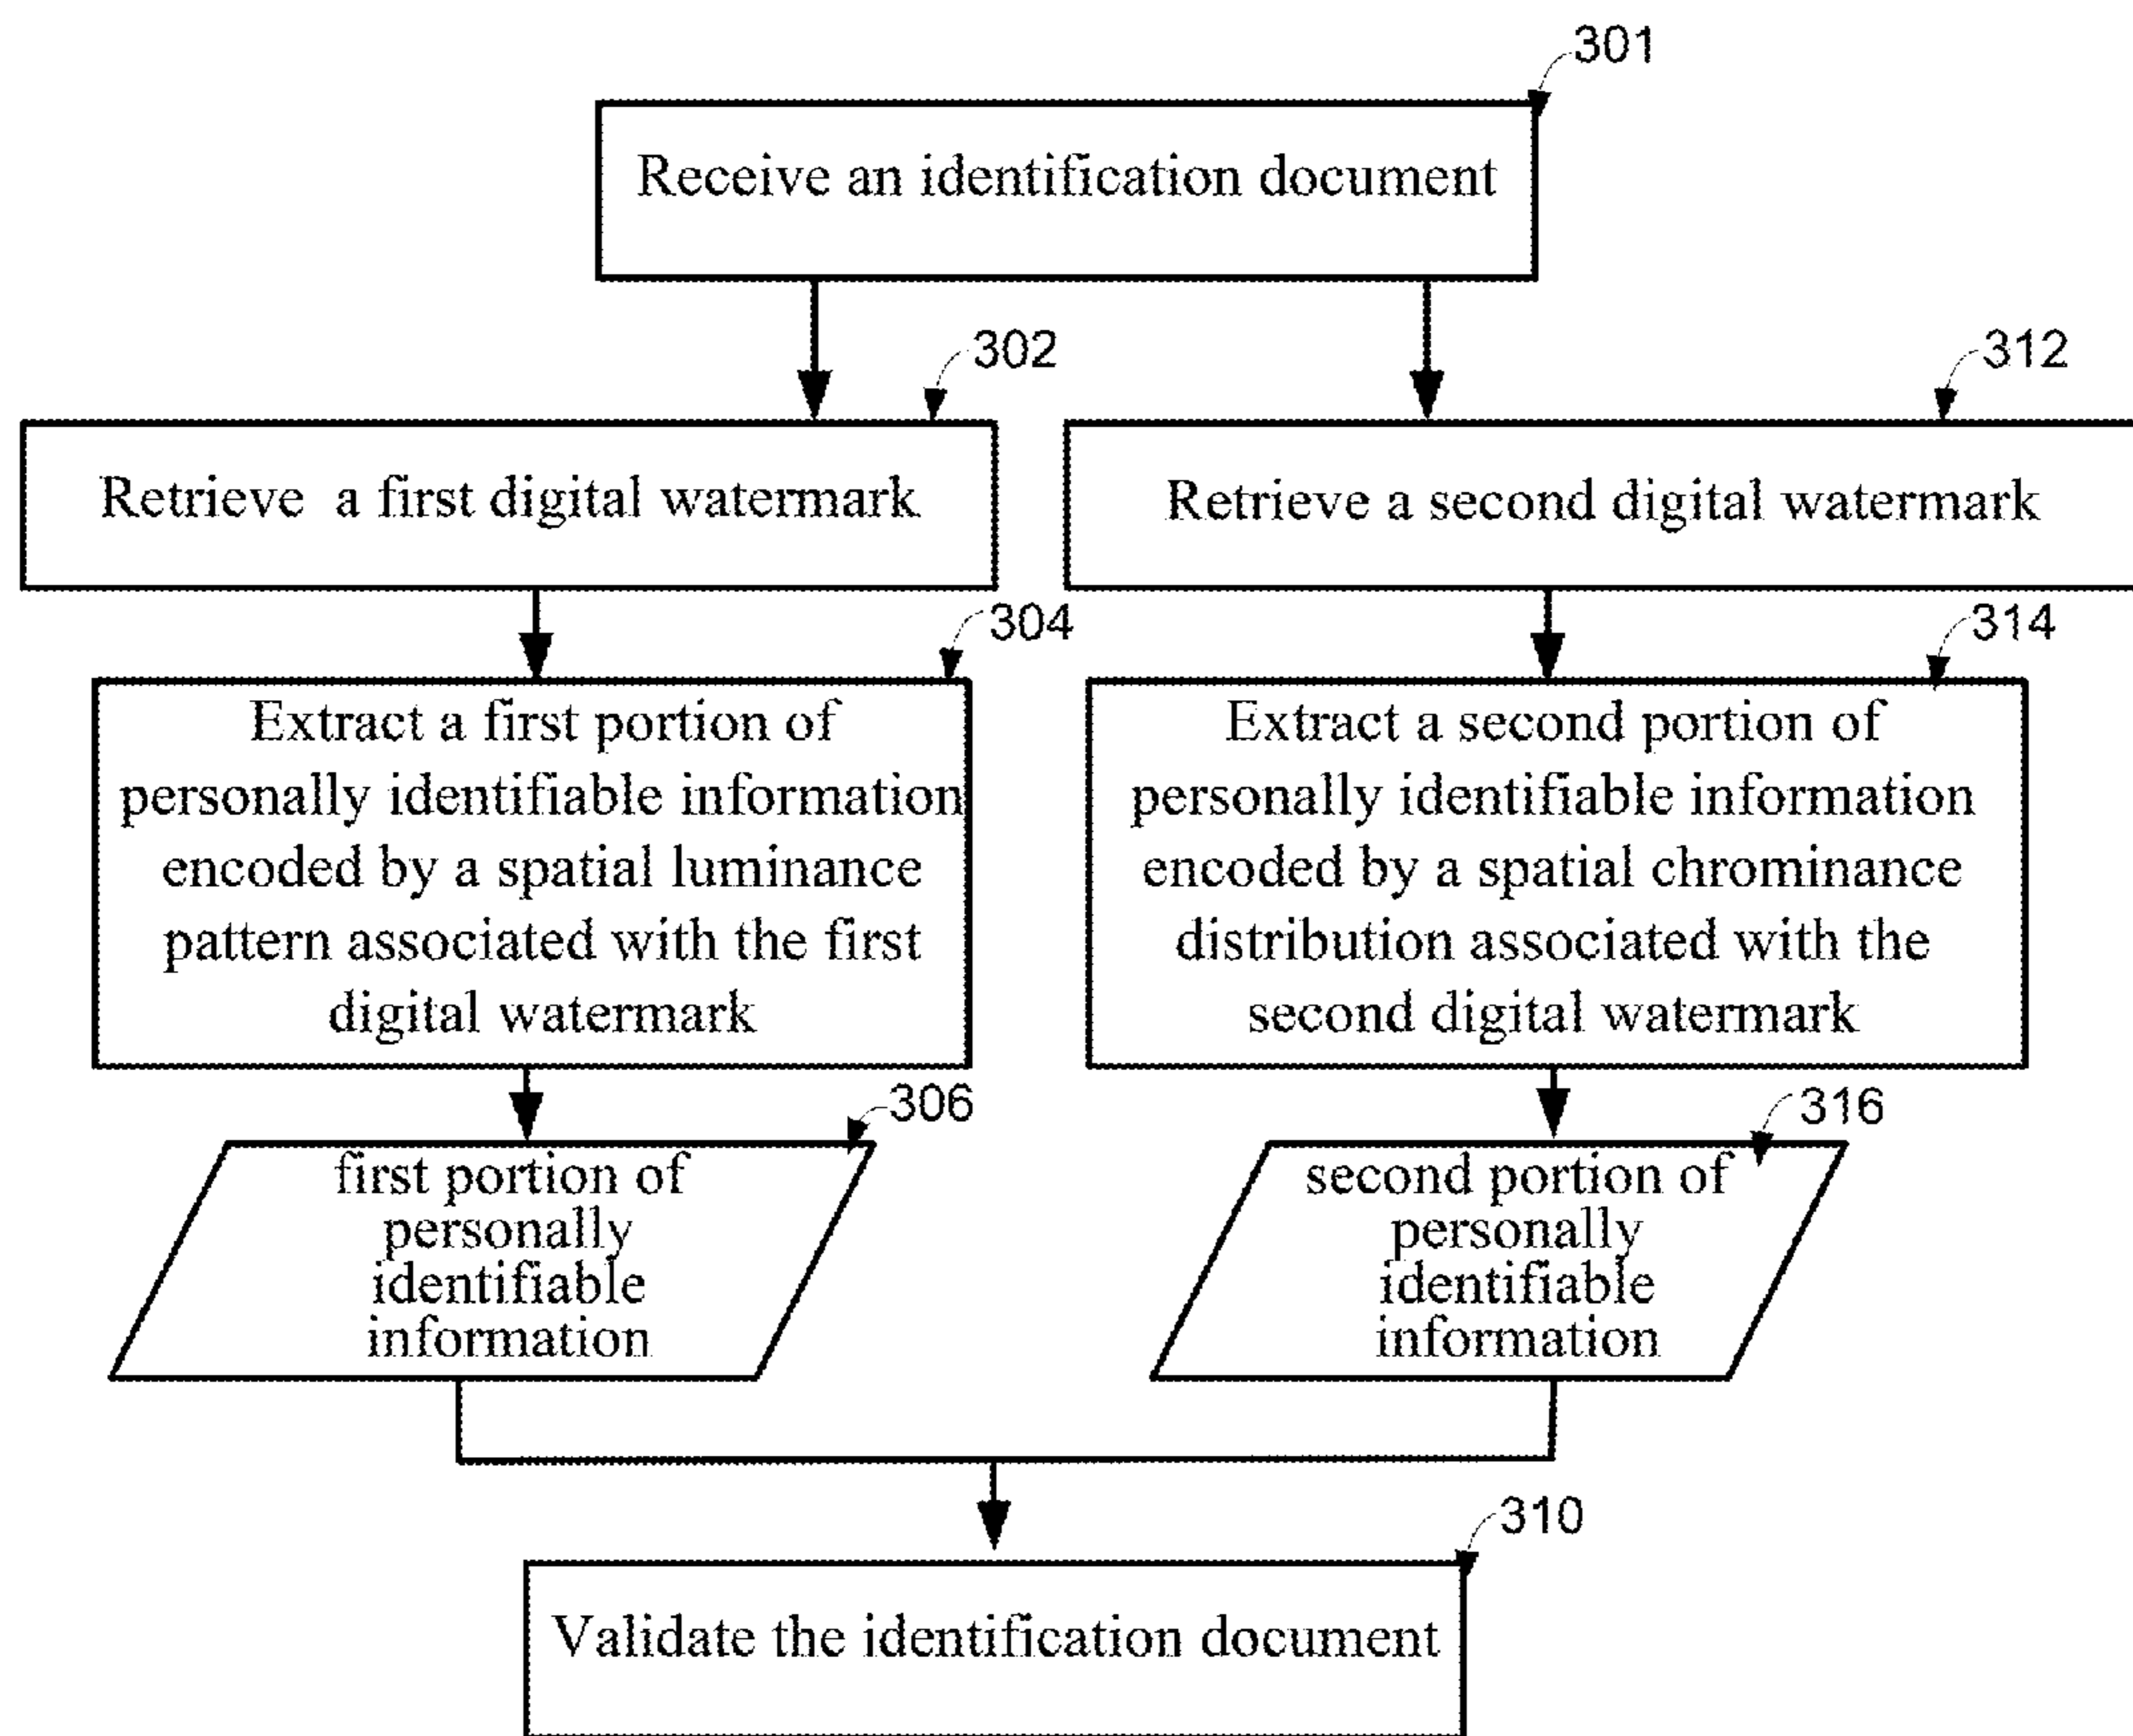 301
Receive an identification document
302
Retrieve a first digital watermark
304
Extract a first portion of
personally identifiable information
encoded by a spatial luminance
pattern associated with the first
digital watermark
306
first portion of
personally
identifiable
information
312
Retrieve a second digital watermark
314
Extract a second portion of
personally identifiable information
encoded by a spatial chrominance
distribution associated with the
second digital watermark
316
second portion of
personally
identifiable
information
310
Validate the identification document